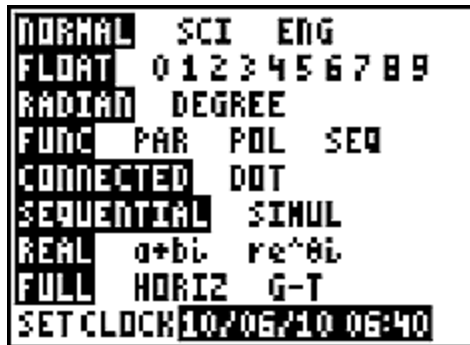 NORMAL SCI ENG
FLOAT 0 1 2 3 4 5 6 7 8 9
RADIAN DEGREE
FUNC PAR POL SEQ
CONNECTED DOT
SEQUENTIAL SIMUL
REAL a+bi re^θi
FULL HORIZ G-T
SET CLOCK 10/06/10 06:40